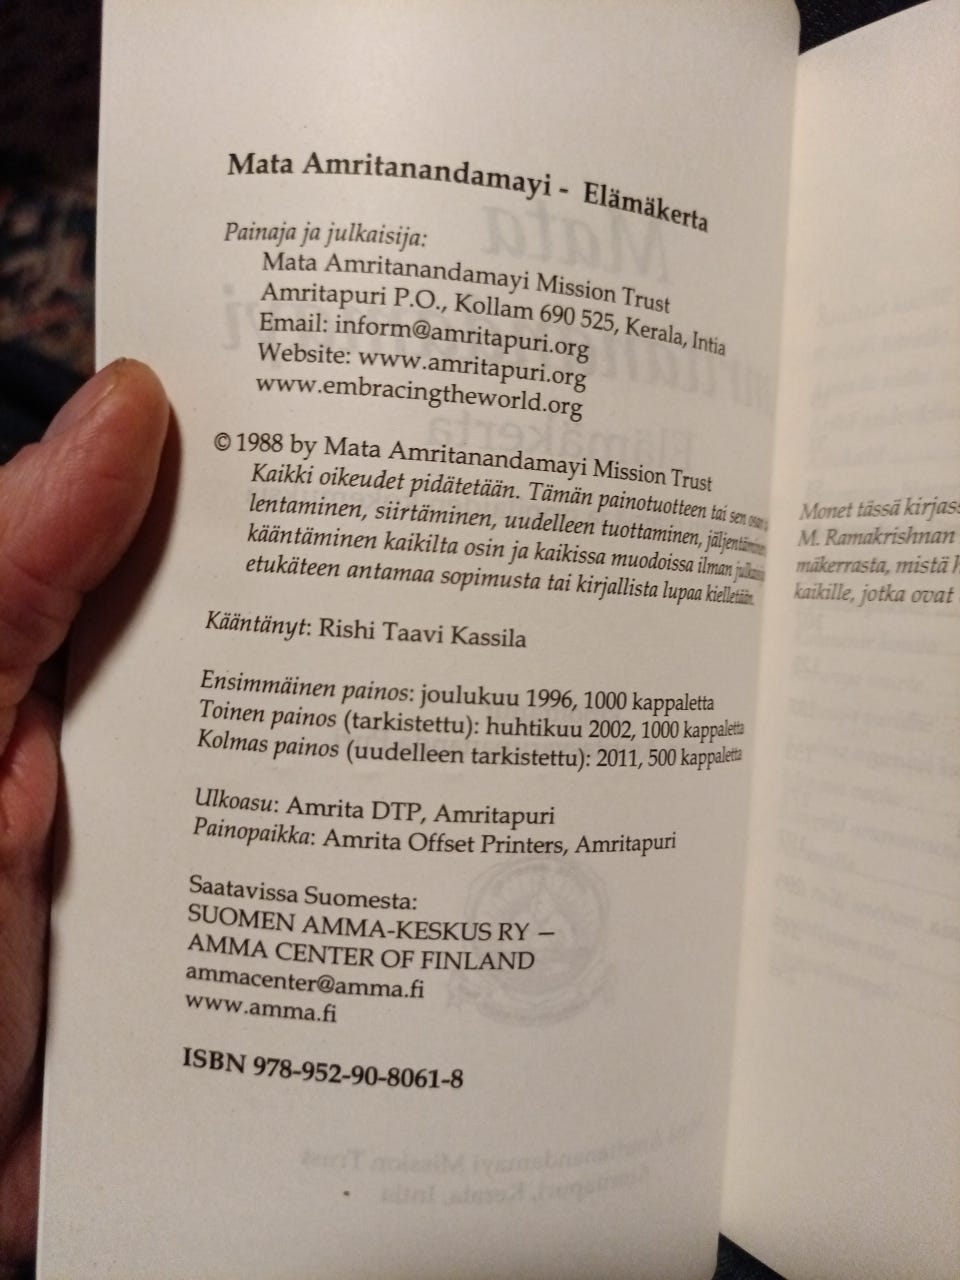 Mata Amritanandamayi - Elämäkerta
Painaja ja julkaisija:
Mata Amritanandamayi Mission Trust
Amritapuri P.O., Kollam 690 525, Kerala, Intia
Email: inform@amritapuri.org
Website: www.amritapuri.org
www.embracingtheworld.org
© 1988 by Mata Amritanandamayi Mission Trust
Kaikki oikeudet pidätetään. Tämän painotuotteen tai sen osan
lentaminen, siirtäminen, uudelleen tuottaminen, jäljentäminen
kääntäminen kaikilta osin ja kaikissa muodoissa ilman
etukäteen antamaa sopimusta tai kirjallista lupaa kielletään.
Kääntänyt: Rishi Taavi Kassila
Ensimmäinen painos: joulukuu 1996, 1000 kappaletta
Toinen painos (tarkistettu): huhtikuu 2002, 1000 kappaletta
Kolmas painos (uudelleen tarkistettu): 2011, 500 kappaletta
Ulkoasu: Amrita DTP, Amritapuri
Painopaikka: Amrita Offset Printers, Amritapuri
Saatavissa Suomesta:
SUOMEN AMMA-KESKUS RY –
AMMA CENTER OF FINLAND
ammacenter@amma.fi
www.amma.fi
ISBN 978-952-90-8061-8
Monet tässä kirjass
M. Ramakrishnan
mäkerrasta, mistä h
kaikille, jotka ovat